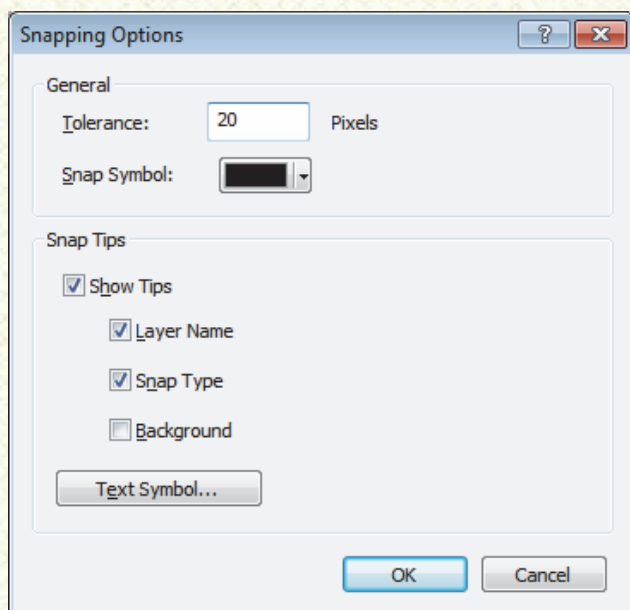 Snapping Options
General
Tolerance: 20 Pixels
Snap Symbol:
Snap Tips
Show Tips
Layer Name
Snap Type
Background
Text Symbol...
OK Cancel